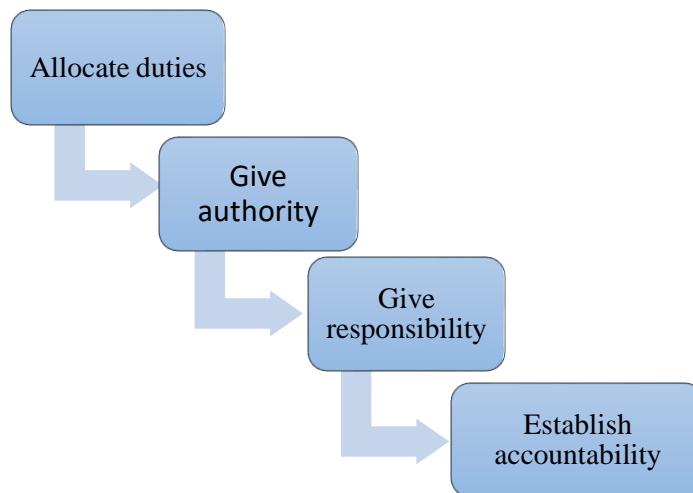 Allocate duties
Give
authority
Give
responsibility
Establish
accountability